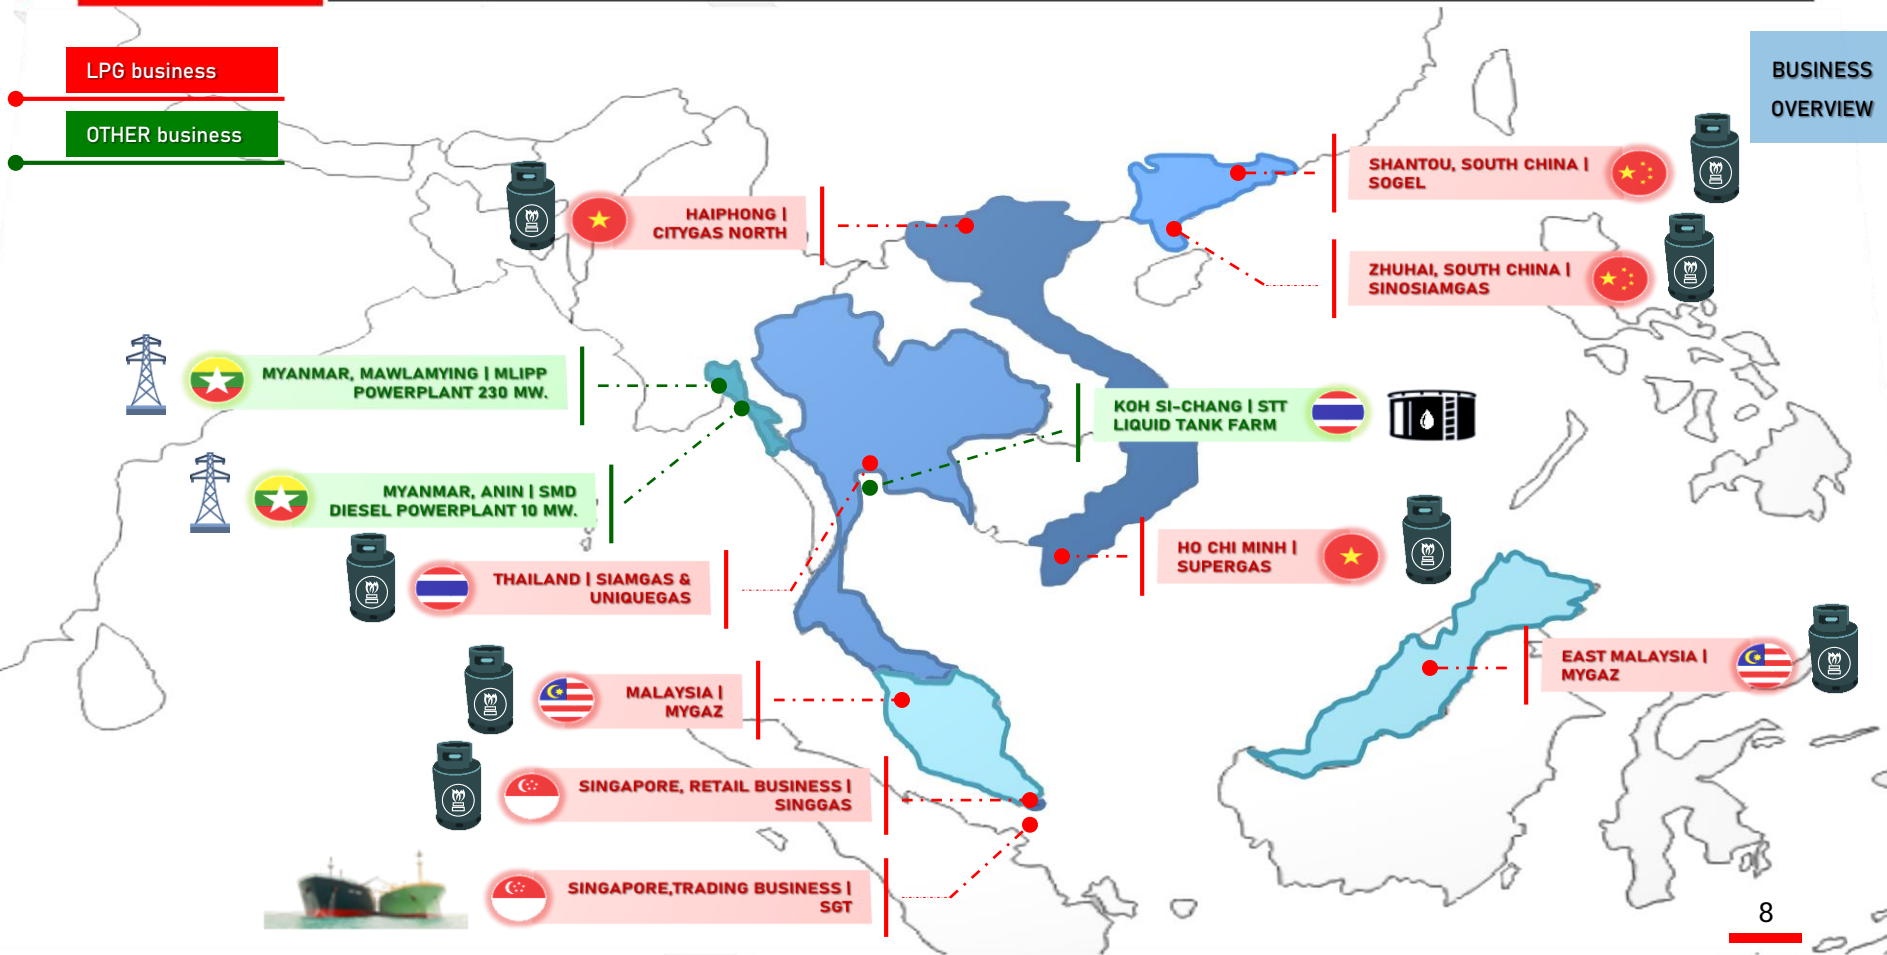 LPG business
OTHER business
BUSINESS
OVERVIEW
SHANTOU, SOUTH CHINA |
SOGEL
HAIPHONG |
CITYGAS NORTH
ZHUHAI, SOUTH CHINA |
SINOSIAMGAS
MYANMAR, MAWLAMYING | MLIPP
POWERPLANT 230 MW.
KOH SI-CHANG | STT
LIQUID TANK FARM
MYANMAR, ANIN | SMD
DIESEL POWERPLANT 10 MW.
HO CHI MINH |
SUPERGAS
THAILAND | SIAMGAS &
UNIQUEGAS
EAST MALAYSIA |
MYGAZ
MALAYSIA |
MYGAZ
SINGAPORE, RETAIL BUSINESS |
SINGGAS
SINGAPORE,TRADING BUSINESS |
SGT
8